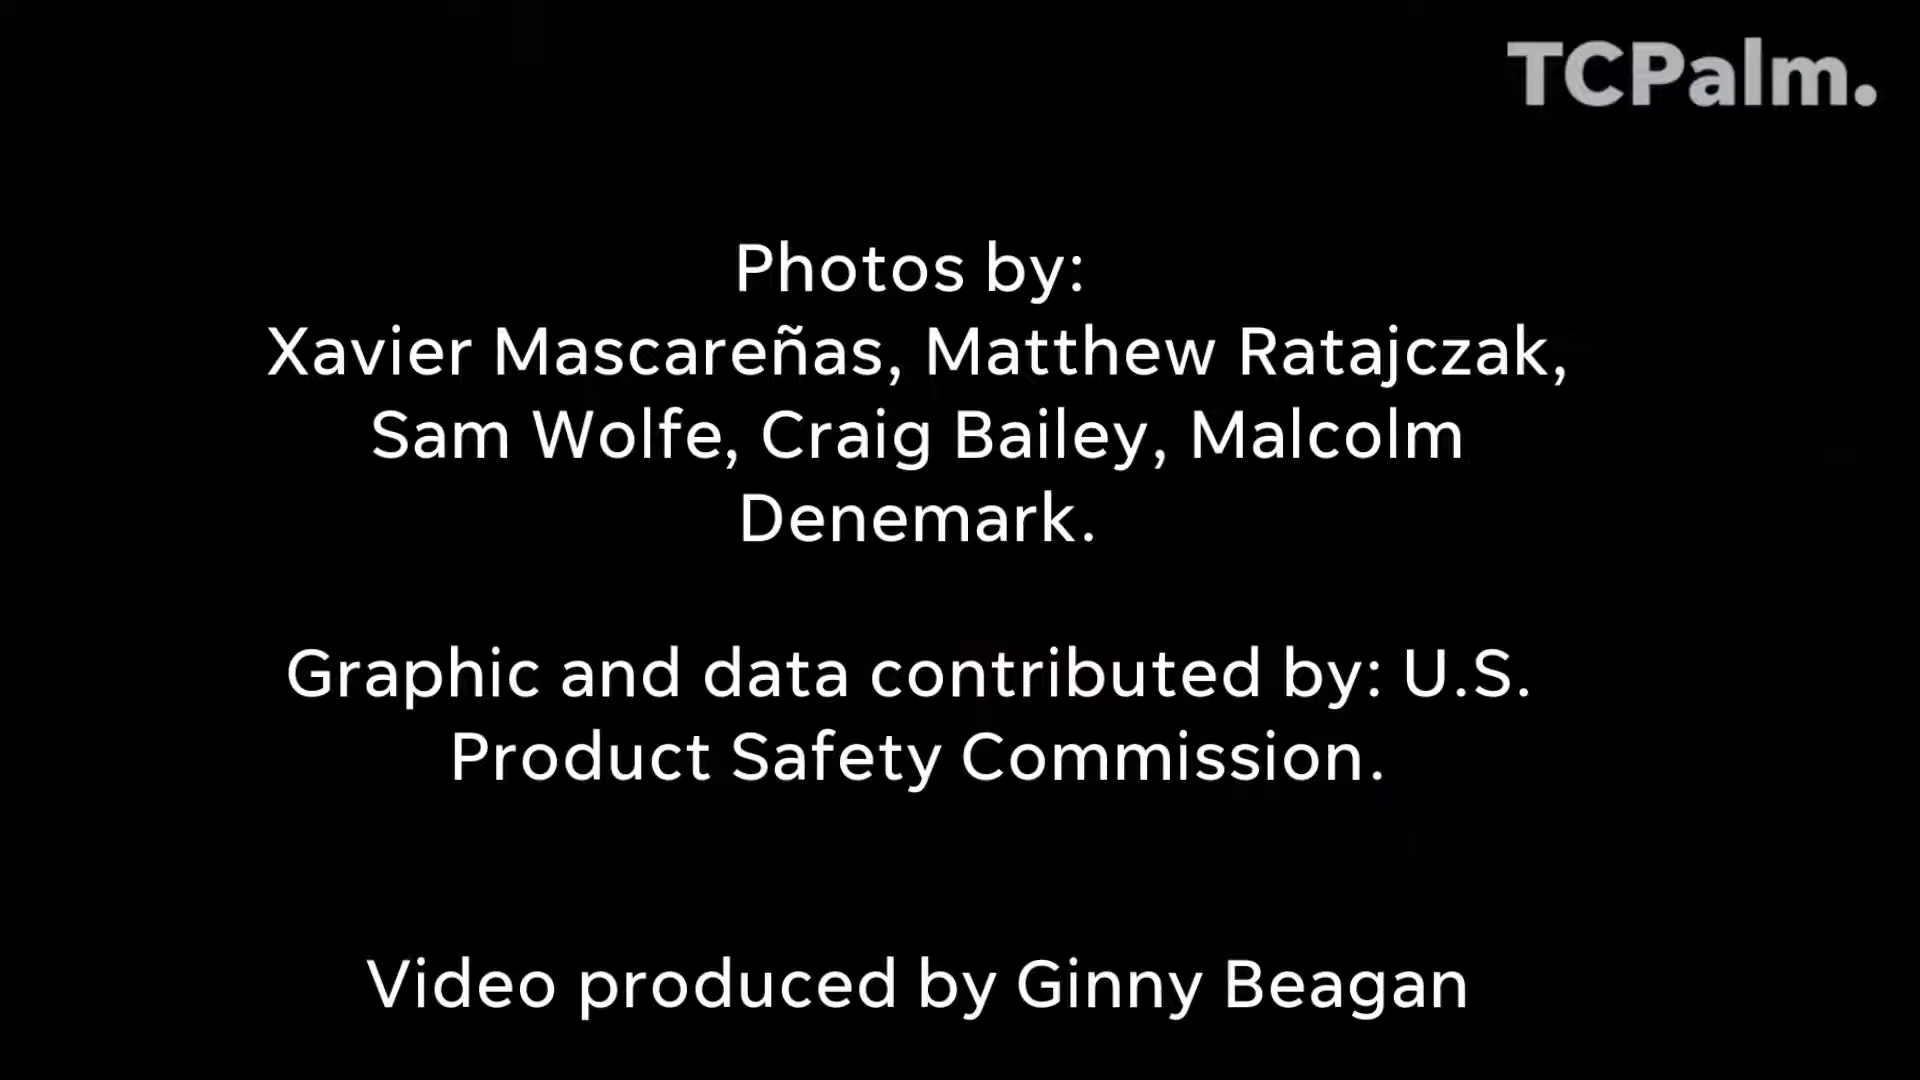 TCPalm.
Photos by:
Xavier Mascareñas, Matthew Ratajczak,
Sam Wolfe, Craig Bailey, Malcolm
Denemark.
Graphic and data contributed by: U.S.
Product Safety Commission.
Video produced by Ginny Beagan